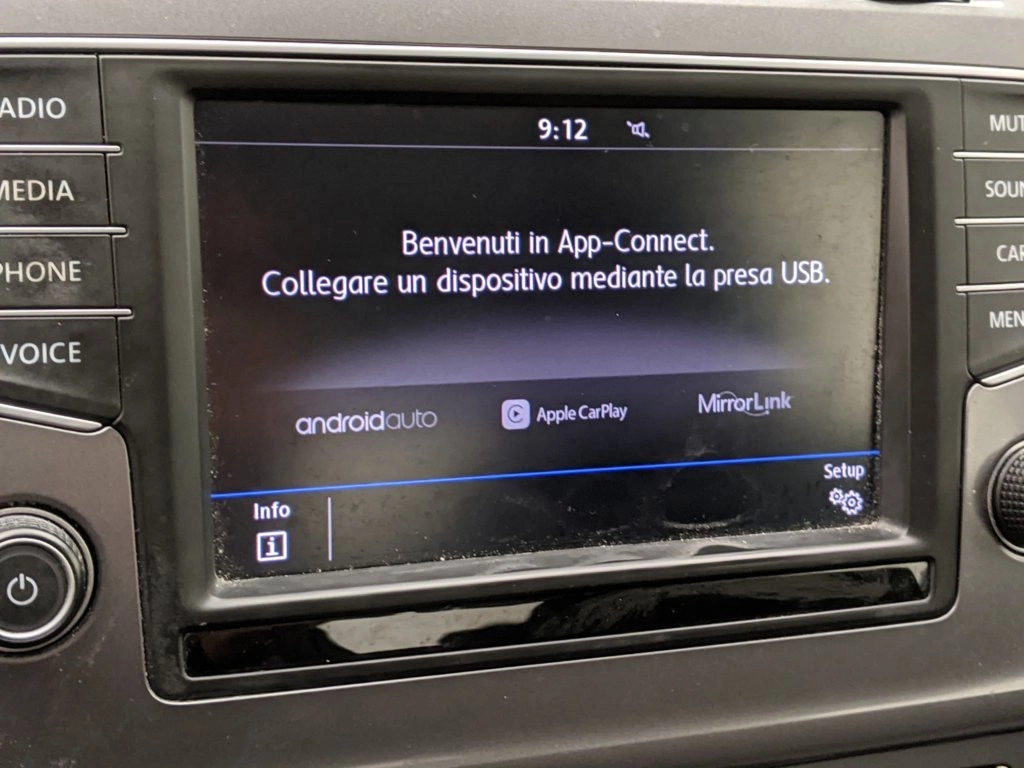 9:12
Benvenuti in App-Connect.
Collegare un dispositivo mediante la presa USB.
androidauto
Apple CarPlay
MirrorLink
Setup
Info
i
ADIO
MEDIA
PHONE
VOICE
MUT
SOUN
CAR
MEN